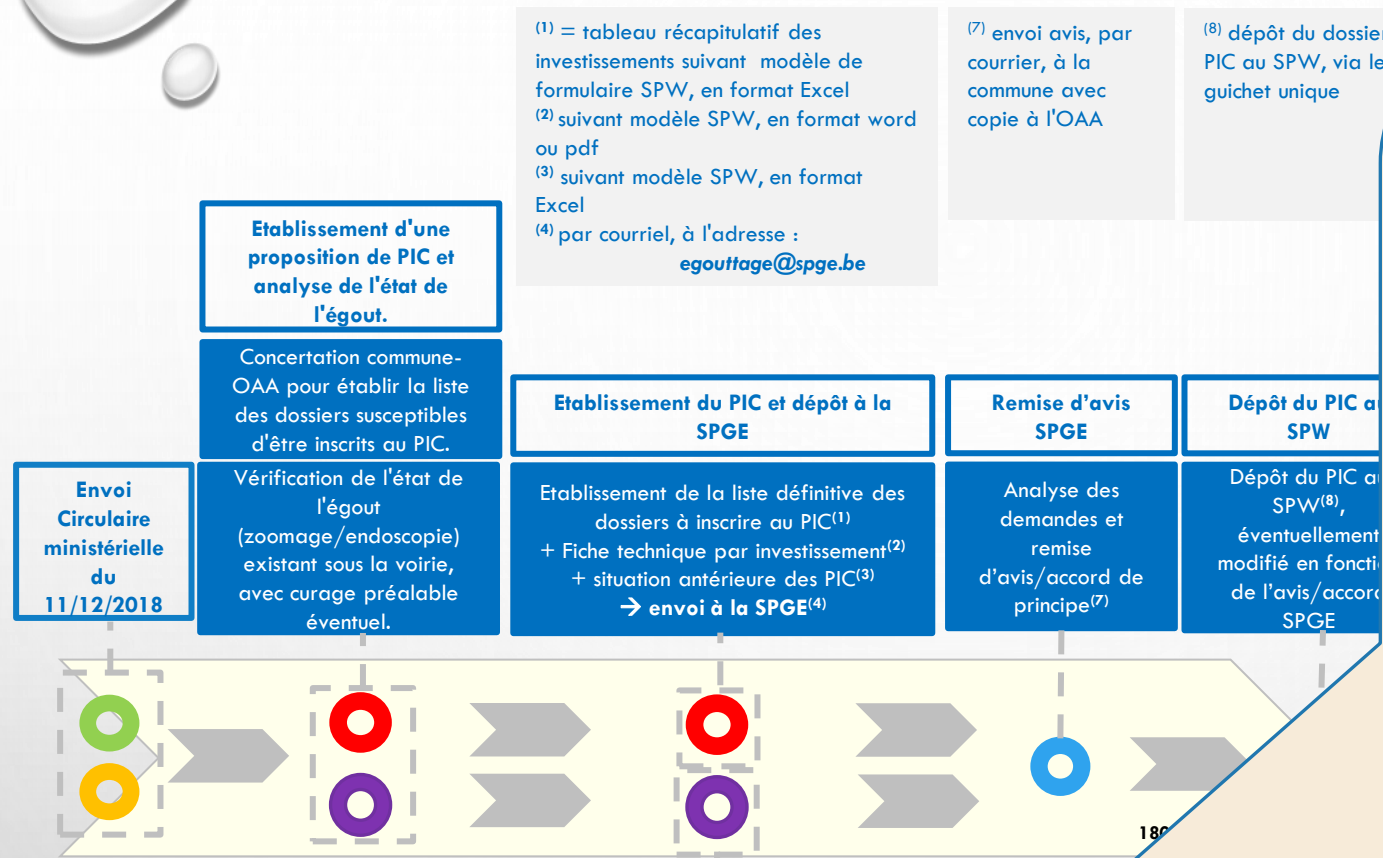 (1) = tableau récapitulatif des
investissements suivant modèle de
formulaire SPW, en format Excel
(2) suivant modèle SPW, en format word
ou pdf
(3) suivant modèle SPW, en format
Excel
(4) par courriel, à l'adresse :
egouttage@spge.be
(7) envoi avis, par
courrier, à la
commune avec
copie à l'OAA
(8) dépôt du dossier
PIC au SPW, via le
guichet unique
Envoi
Circulaire
ministérielle
du
11/12/2018
Etablissement d'une
proposition de PIC et
analyse de l'état de
l'égout.
Concertation commune-
OAA pour établir la liste
des dossiers susceptibles
d'être inscrits au PIC.
Vérification de l'état de
l'égout
(zoomage/endoscopie)
existant sous la voirie,
avec curage préalable
éventuel.
Etablissement du PIC et dépôt à la
SPGE
Etablissement de la liste définitive des
dossiers à inscrire au PIC(1)
+ Fiche technique par investissement(2)
+ situation antérieure des PIC(3)
→ envoi à la SPGE(4)
Remise d'avis
SPGE
Analyse des
demandes et
remise
d'avis/accord de
principe(7)
Dépôt du PIC
SPW
Dépôt du PIC
SPW(8),
éventuellement
modifié en
de l'avis/accord
SPGE